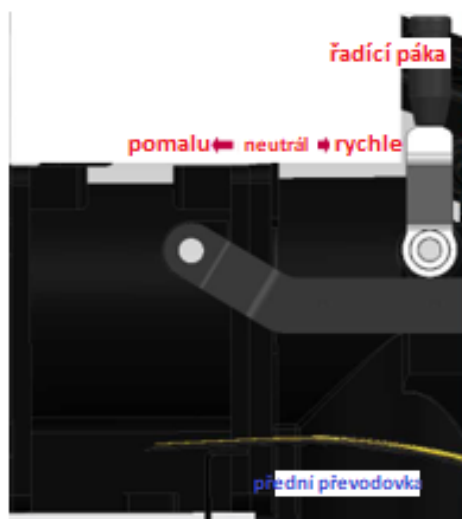 řadící páka
pomalu neutrál rychle
přední převodovka